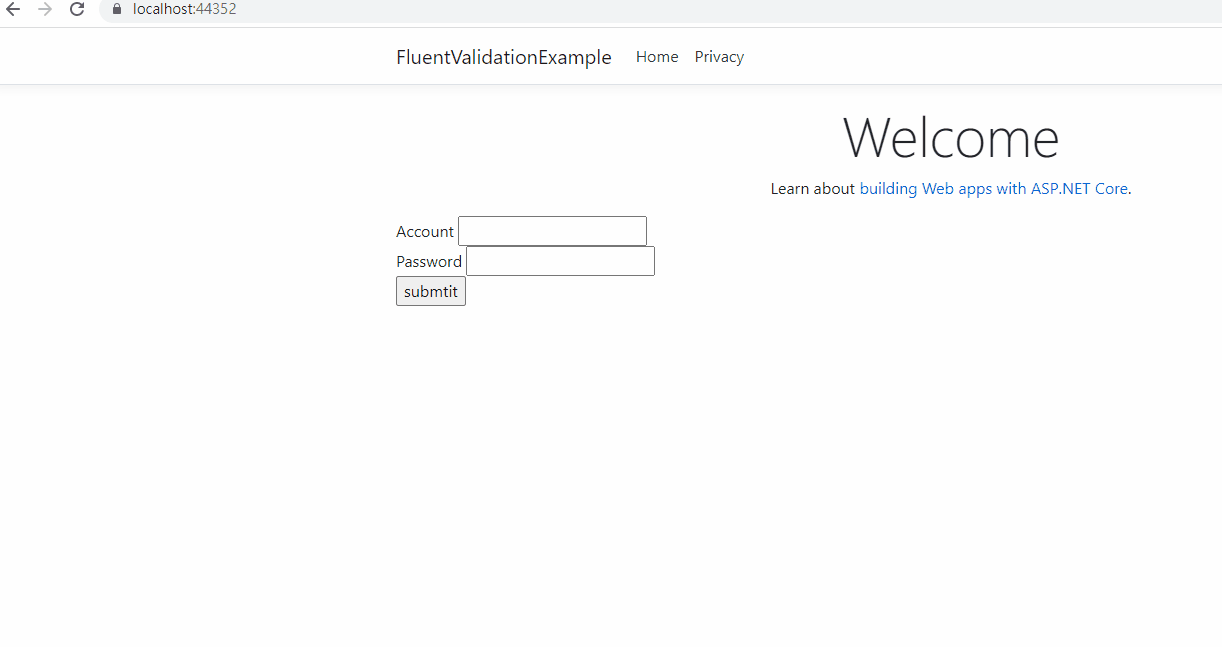 localhost:44352
FluentValidationExample Home Privacy
Welcome
Learn about building Web apps with ASP.NET Core.
Account
Password
submtit